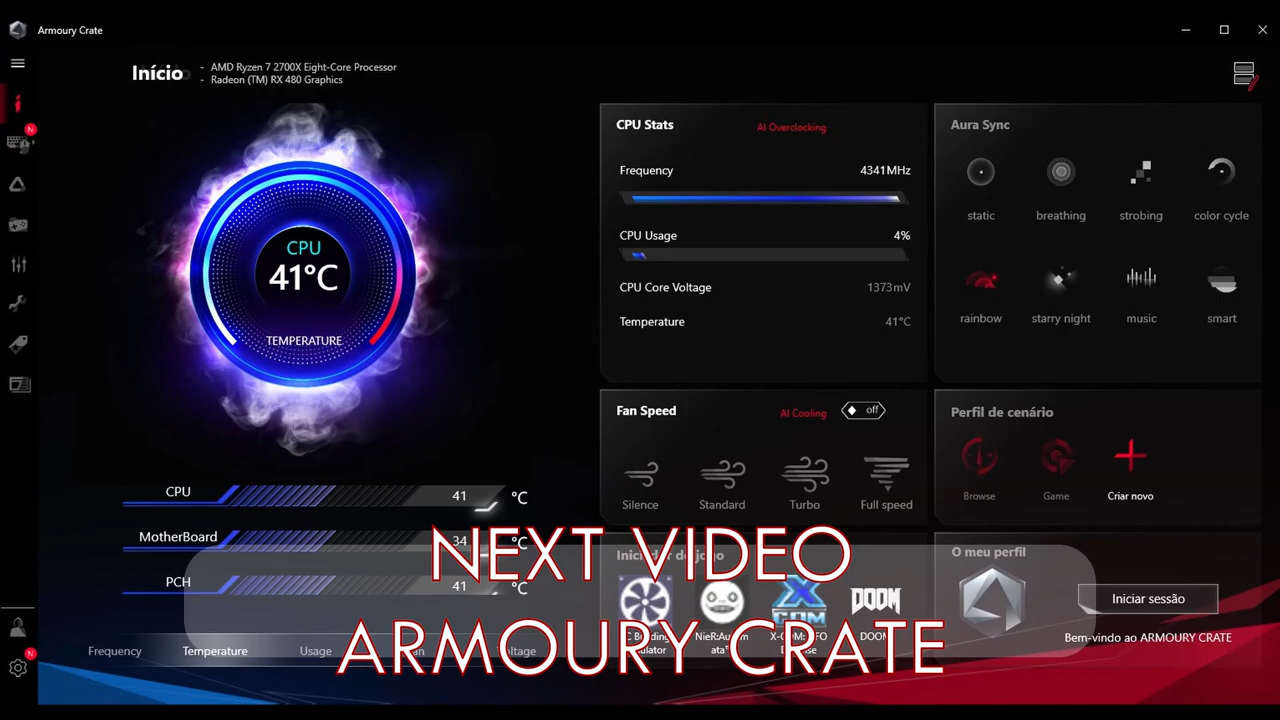 Armoury Crate
Início
- AMD Ryzen 7 2700X Eight-Core Processor
- Radeon (TM) RX 480 Graphics
N
CPU
41°C
TEMPERATURE
CPU 41 °C
MotherBoard 34 °C
PCH 41 °C
Frequency Temperature Usage Voltage
CPU Stats AI Overclocking
Frequency 4341MHz
CPU Usage 4%
CPU Core Voltage 1373mV
Temperature 41°C
Aura Sync
static breathing strobing color cycle
rainbow starry night music smart
Fan Speed AI Cooling off
Silence Standard Turbo Full speed
Perfil de cenário
Browse Game Criar novo
X COM DOOM
DOOM
O meu perfil
Iniciar sessão
Bem-vindo ao ARMOURY CRATE
N
NEXT VIDEO
ARMOURY CRATE